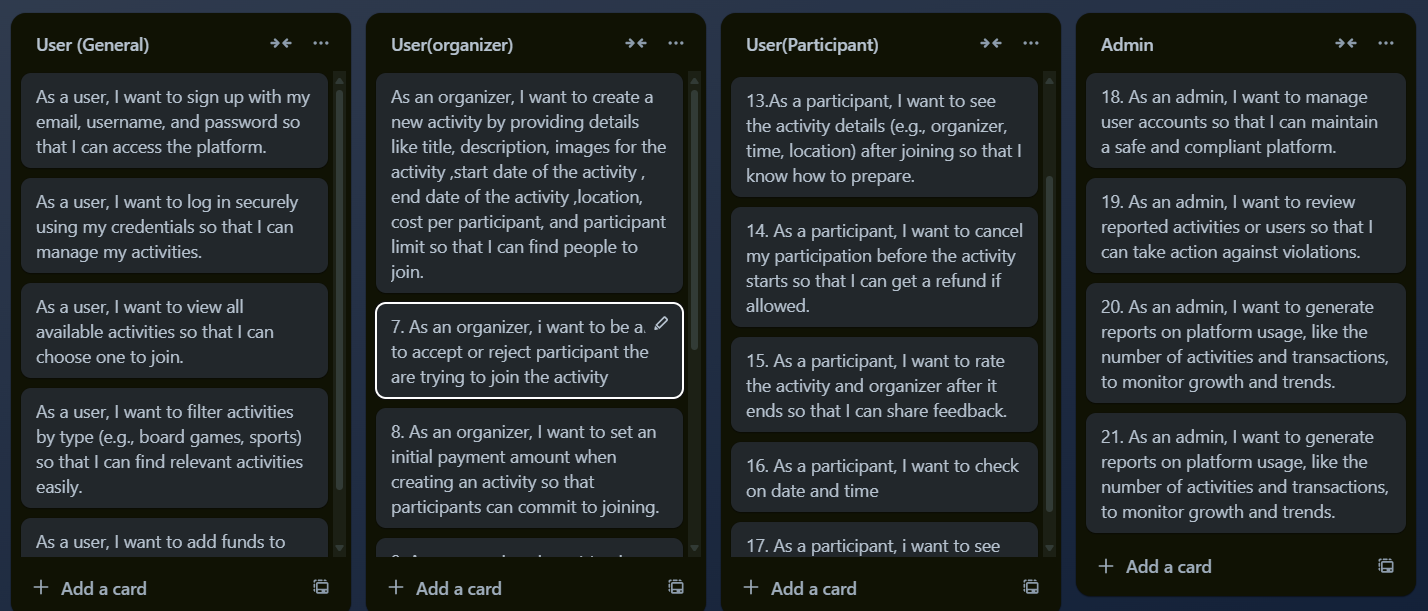 User (General)
As a user, I want to sign up with my
email, username, and password so
that I can access the platform.
As a user, I want to log in securely
using my credentials so that I can
manage my activities.
As a user, I want to view all
available activities so that I can
choose one to join.
As a user, I want to filter activities
by type (e.g., board games, sports)
so that I can find relevant activities
easily.
As a user, I want to add funds to
Add a card
User(organizer)
As an organizer, I want to create a
new activity by providing details
like title, description, images for the
activity ,start date of the activity ,
end date of the activity ,location,
cost per participant, and participant
limit so that I can find people to
join.
7. As an organizer, i want to be a
to accept or reject participant the
are trying to join the activity
8. As an organizer, I want to set an
initial payment amount when
creating an activity so that
participants can commit to joining.
Add a card
User(Participant)
13.As a participant, I want to see
the activity details (e.g., organizer,
time, location) after joining so that I
know how to prepare.
14. As a participant, I want to cancel
my participation before the activity
starts so that I can get a refund if
allowed.
15. As a participant, I want to rate
the activity and organizer after it
ends so that I can share feedback.
16. As a participant, I want to check
on date and time
17. As a participant, i want to see
Add a card
Admin
18. As an admin, I want to manage
user accounts so that I can maintain
a safe and compliant platform.
19. As an admin, I want to review
reported activities or users so that I
can take action against violations.
20. As an admin, I want to generate
reports on platform usage, like the
number of activities and transactions,
to monitor growth and trends.
21. As an admin, I want to generate
reports on platform usage, like the
number of activities and transactions,
to monitor growth and trends.
Add a card